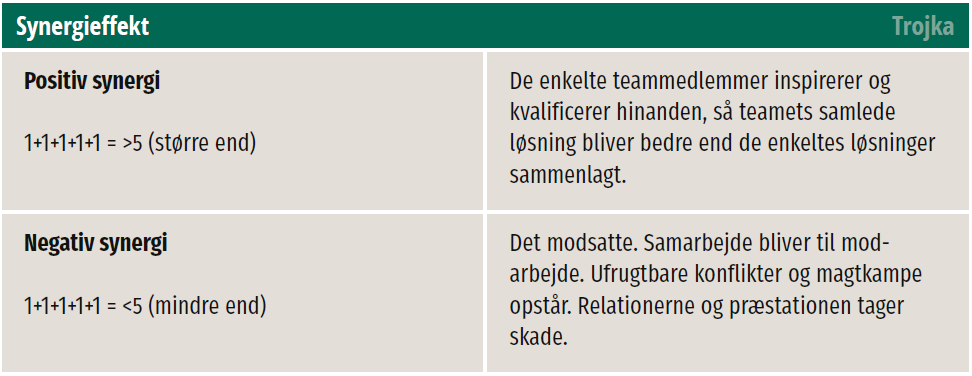 Synergieffekt Trojka
Positiv synergi
1+1+1+1+1 = >5 (større end)
De enkelte teammedlemmer inspirerer og
kvalificerer hinanden, så teamets samlede
løsning bliver bedre end de enkeltes løsninger
sammenlagt.
Negativ synergi
1+1+1+1+1 = <5 (mindre end)
Det modsatte. Samarbejde bliver til mod-
arbejde. Ufrugtbare konflikter og magtkampe
opstår. Relationerne og præstationen tager
skade.